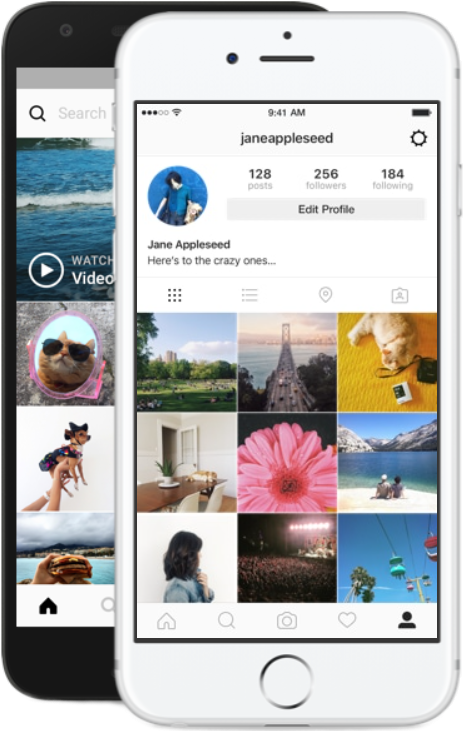 Search
WATCH
Video
9:41 AM
janeappleseed
128
256
184
posts
followers
following
Edit Profile
Jane Appleseed
Here's to the crazy ones...